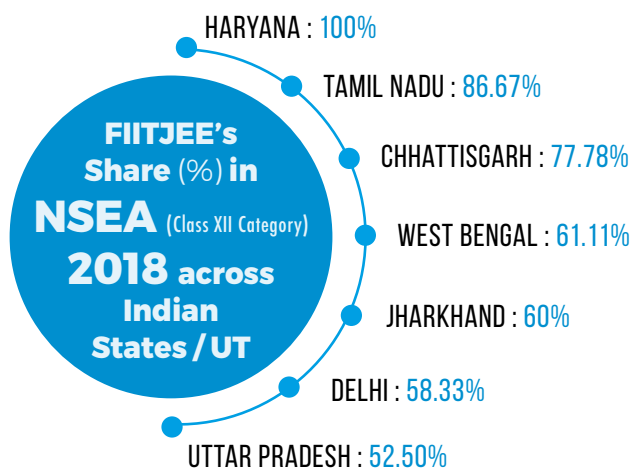 HARYANA : 100%
TAMIL NADU : 86.67%
CHHATTISGARH : 77.78%
WEST BENGAL : 61.11%
JHARKHAND : 60%
DELHI : 58.33%
UTTAR PRADESH : 52.50%
FIITJEE's
Share (%) in
NSEA (Class XII Category)
2018 across
Indian
States / UT